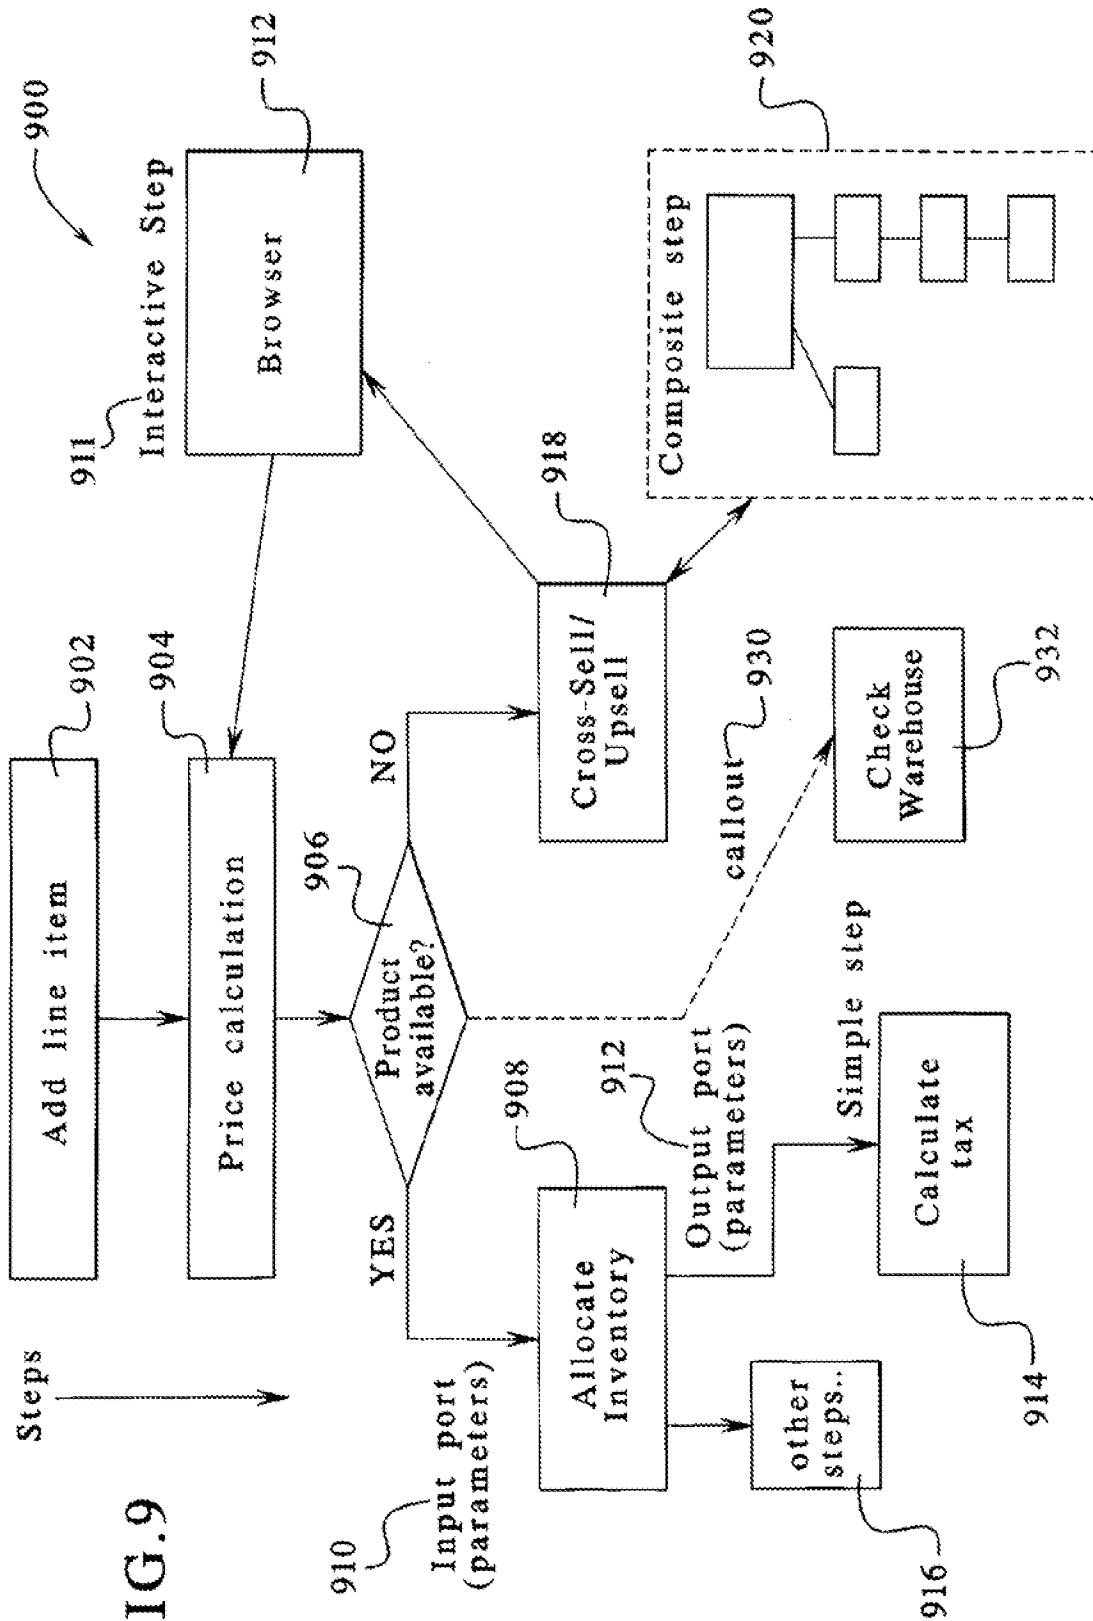 IG.9
Steps
900
Add line item
902
Price calculation
904
911
Interactive Step
Browser
912
Product
available?
906
YES
NO
910
Input port
(parameters)
Allocate
Inventory
908
912
Output port
(parameters)
Cross-Sell/
Upsell
918
callout
930
Composite step
920
other
steps..
916
Simple step
Calculate
tax
914
Check
Warehouse
932